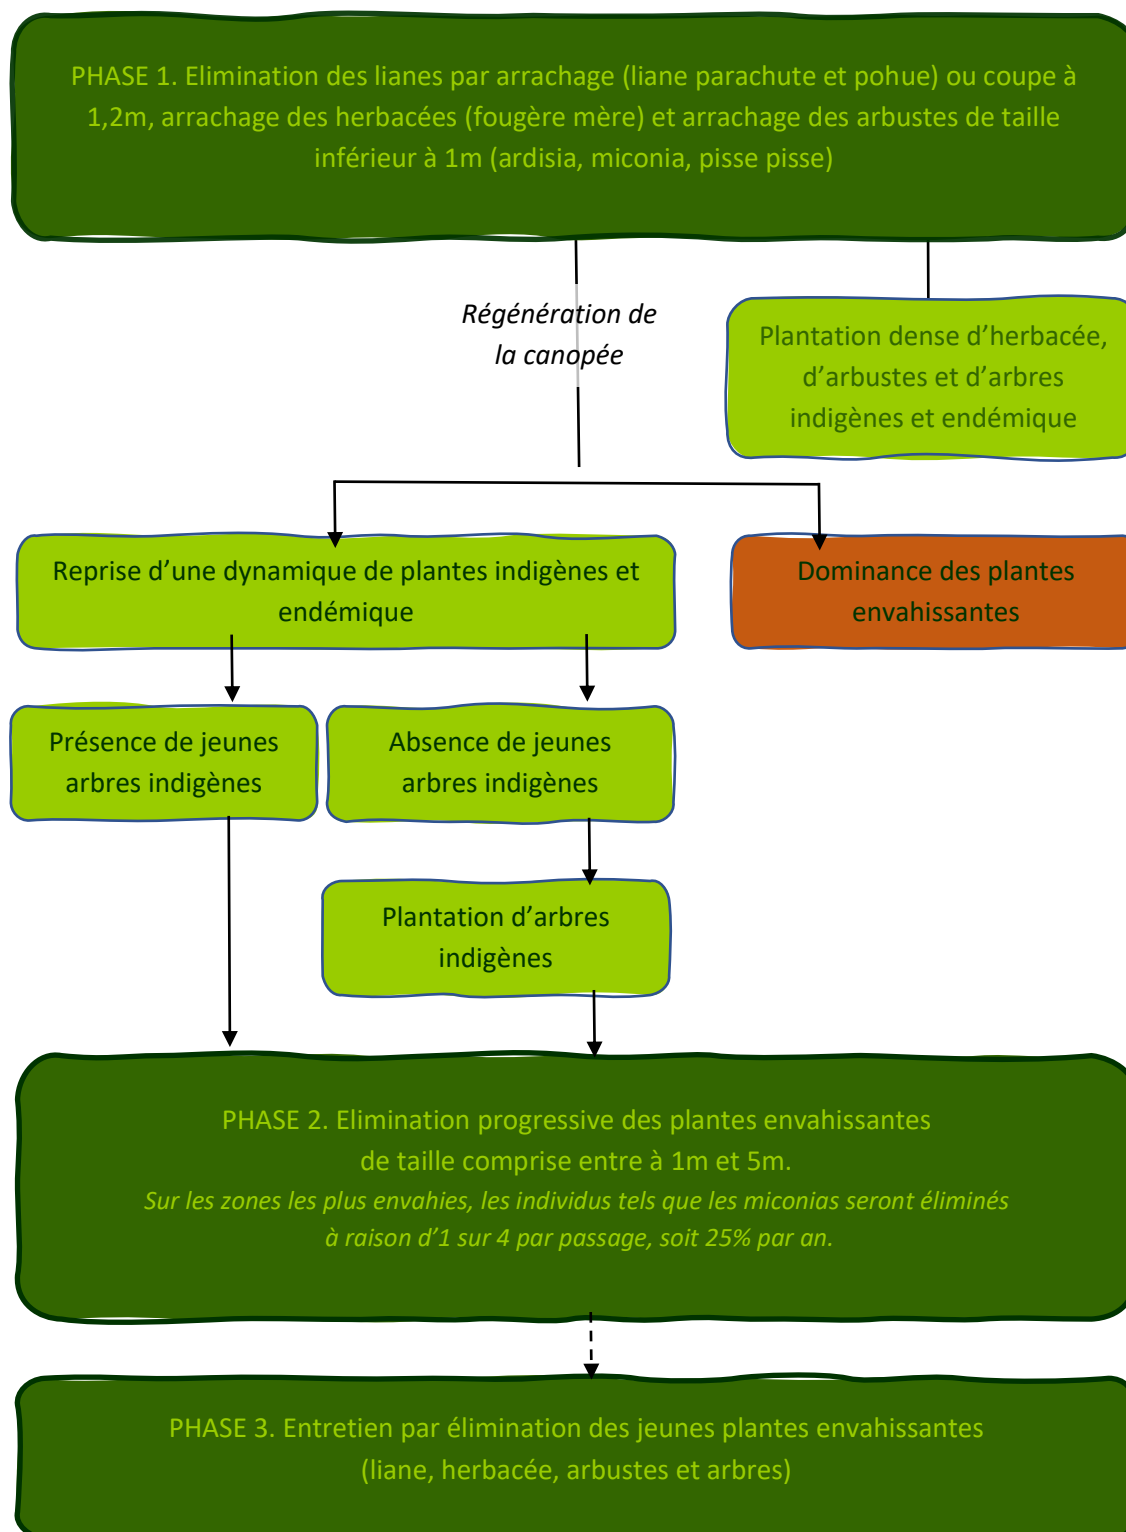 PHASE 1. Elimination des lianes par arrachage (liane parachute et pohue) ou coupe à
1,2m, arrachage des herbacées (fougère mère) et arrachage des arbustes de taille
inférieur à 1m (ardisia, miconia, pisse pisse)
Régénération de
la canopée
Plantation dense d’herbacée,
d’arbustes et d’arbres
indigènes et endémique
Reprise d’une dynamique de plantes indigènes et
endémique
Dominance des plantes
envahissantes
Présence de jeunes
arbres indigènes
Absence de jeunes
arbres indigènes
Plantation d’arbres
indigènes
PHASE 2. Elimination progressive des plantes envahissantes
de taille comprise entre à 1m et 5m.
Sur les zones les plus envahies, les individus tels que les miconias seront éliminés
à raison d’1 sur 4 par passage, soit 25% par an.
PHASE 3. Entretien par élimination des jeunes plantes envahissantes
(liane, herbacée, arbustes et arbres)